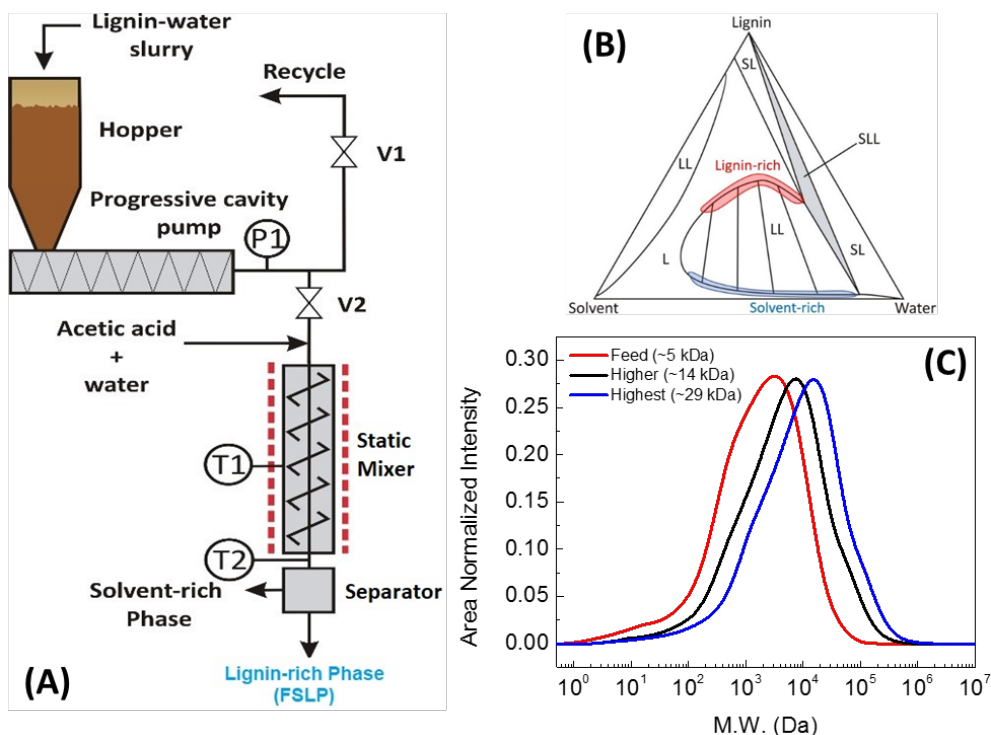 Lignin-water
slurry
Recycle
Hopper
V1
Progressive cavity
pump
P1
V2
Acetic acid
+
water
Static
Mixer
T1
T2
Solvent-rich
Phase
Separator
(A)
Lignin-rich Phase
(FSLP)
(B)
Lignin
SL
SLL
LL
Lignin-rich
LL
SL
L
Solvent
Solvent-rich
Water
(C)
Feed (~5 kDa)
Higher (~14 kDa)
Highest (~29 kDa)
Area Normalized Intensity
0.30
0.25
0.20
0.15
0.10
0.05
0.00
10⁰ 10¹ 10² 10³ 10⁴ 10⁵ 10⁶ 10⁷
M.W. (Da)